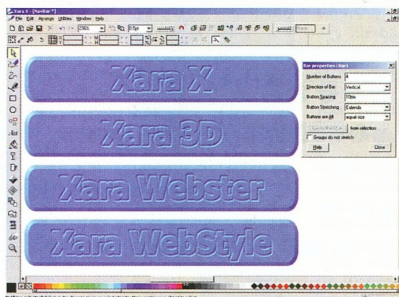 Xara X - [NavBar *]
File Edit Arrange Utilities Window Help
Xara X
Xara 3D
Xara Webster
Xara WebStyle
Bar properties
Number of Buttons 4
Direction of Bar Vertical
Button Spacing 10pix
Button Stretching Extends
Buttons are All equal size
from selection
Groups do not stretch
Help Close